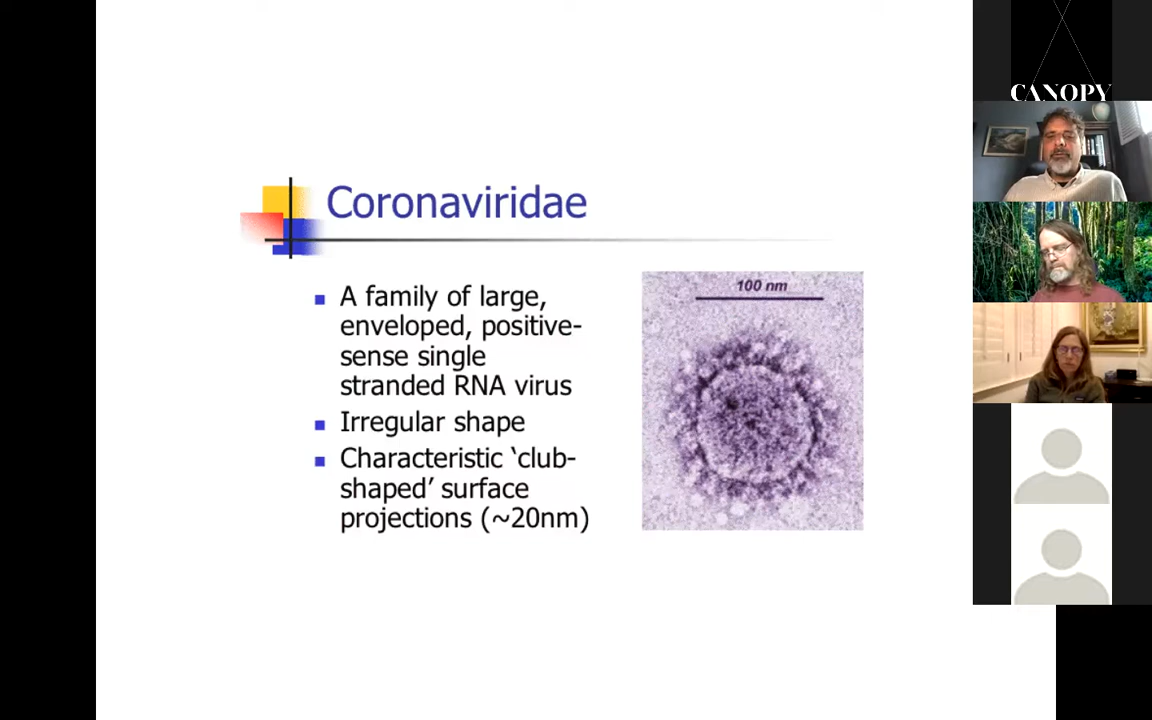 CANOPY
Coronaviridae
A family of large,
enveloped, positive-
sense single
stranded RNA virus
Irregular shape
Characteristic ‘club-
shaped’ surface
projections (~20nm)
100 nm